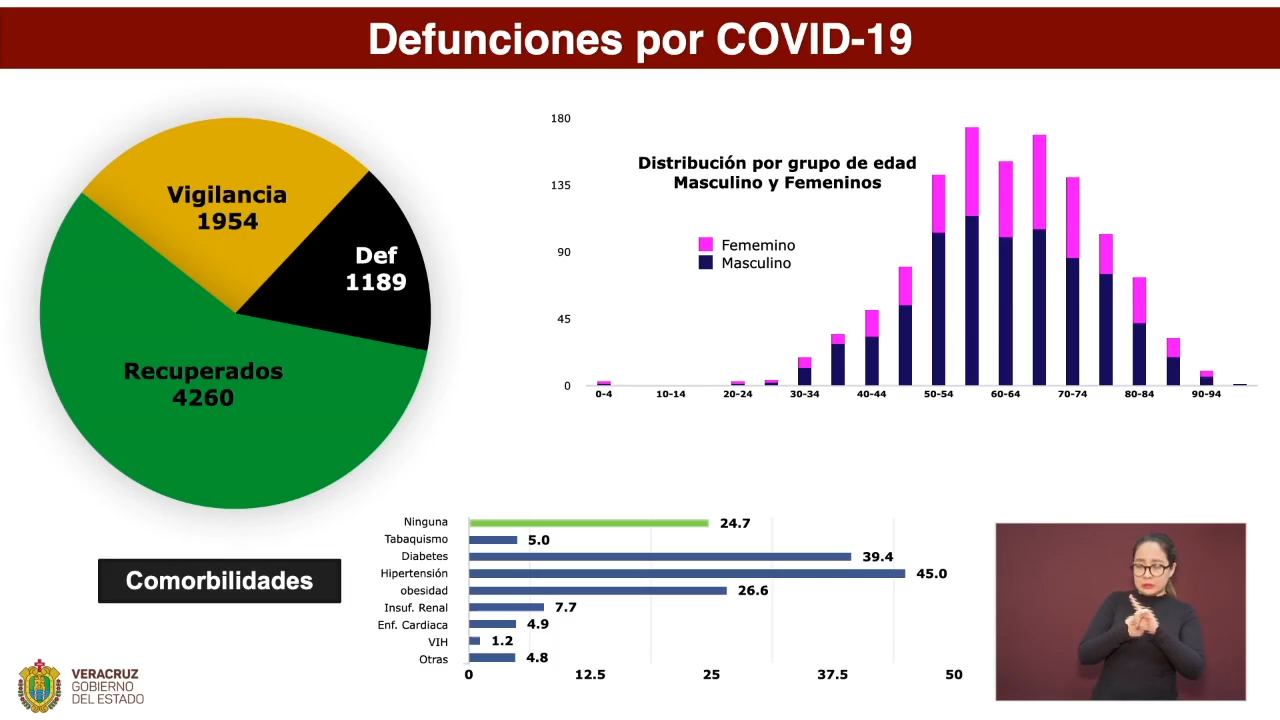 Defunciones por COVID-19
Vigilancia
1954
Def
1189
Recuperados
4260
180
135
90
45
0
Distribución por grupo de edad
Masculino y Femeninos
Fememino
Masculino
0-4
10-14
20-24
30-34
40-44
50-54
60-64
70-74
80-84
90-94
Comorbilidades
Ninguna 24.7
Tabaquismo 5.0
Diabetes 39.4
Hipertensión 45.0
obesidad 26.6
Insuf. Renal 7.7
Enf. Cardiaca 4.9
VIH 1.2
Otras 4.8
0 12.5 25 37.5 50
VERACRUZ
GOBIERNO
DEL ESTADO